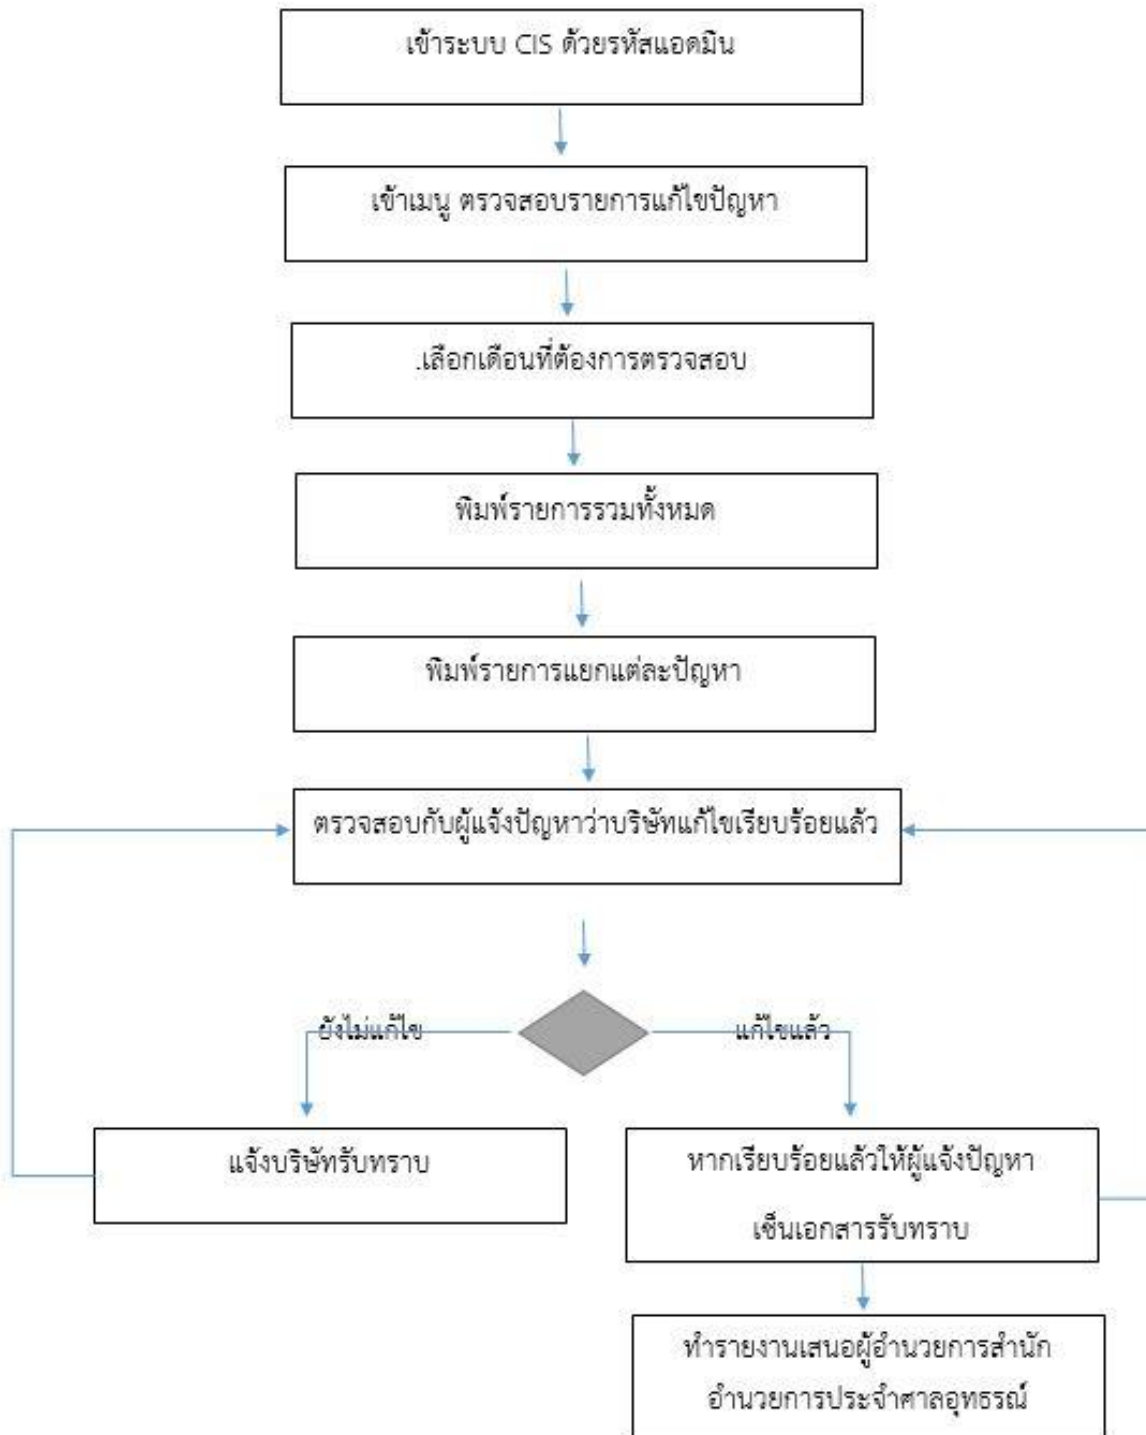 เข้าระบบ CIS ด้วยรหัสแอดมิน
เข้าเมนู ตรวจสอบรายการแก้ไขปัญหา
.เลือกเดือนที่ต้องการตรวจสอบ
พิมพ์รายการรวมทั้งหมด
พิมพ์รายการแยกแต่ละปัญหา
ตรวจสอบกับผู้แจ้งปัญหาว่าบริษัทแก้ไขเรียบร้อยแล้ว
ยังไม่แก้ไข
แก้ไขแล้ว
แจ้งบริษัทรับทราบ
หากเรียบร้อยแล้วให้ผู้แจ้งปัญหา
เซ็นเอกสารรับทราบ
ทำรายงานเสนอผู้อำนวยการสำนัก
อำนวยการประจำศาลอุทธรณ์